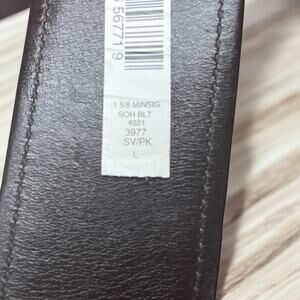 567719
1 5/8 MINSIG
SOH BLT
4021
3977
SV/PK
L